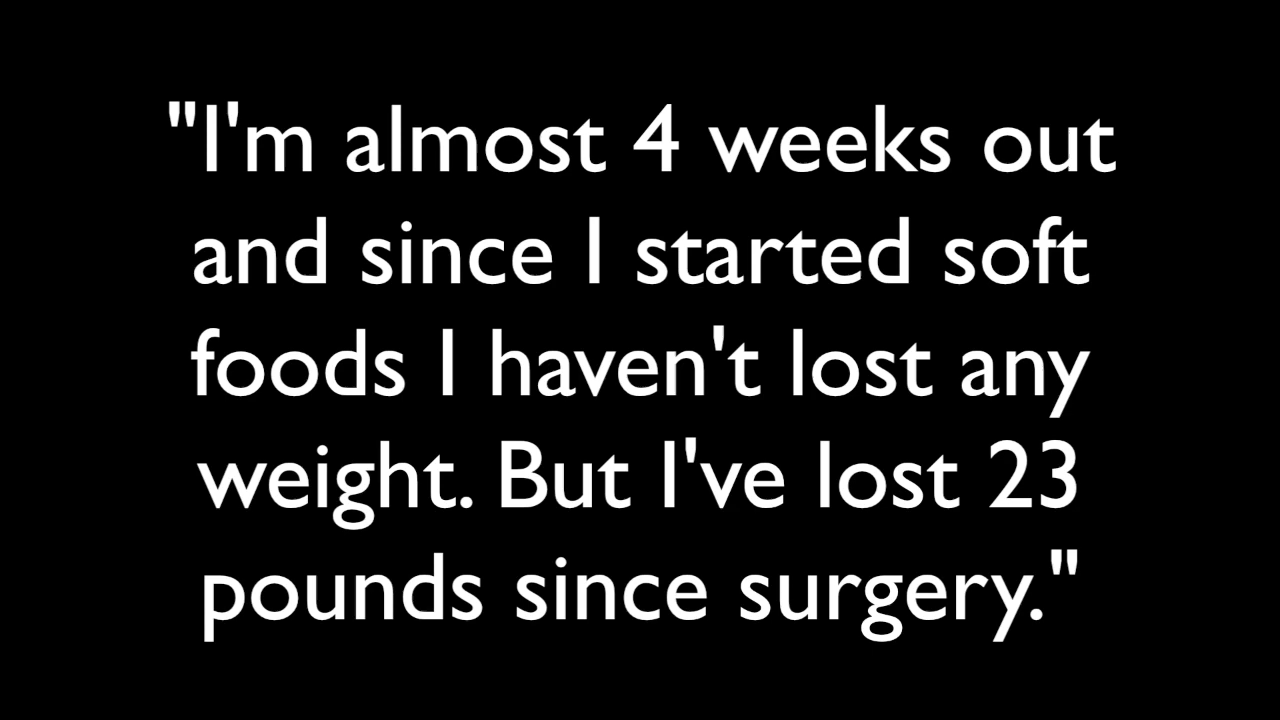 "I'm almost 4 weeks out
and since I started soft
foods I haven't lost any
weight. But I've lost 23
pounds since surgery."